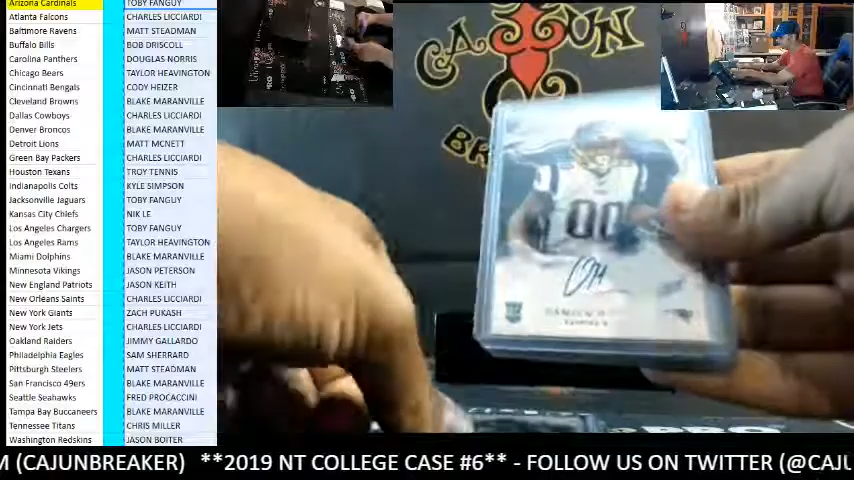 Arizona Cardinals TOBY FANGUY
Atlanta Falcons CHARLES LICCIARDI
Baltimore Ravens MATT STEADMAN
Buffalo Bills BOB DRISCOLL
Carolina Panthers DOUGLAS NORRIS
Chicago Bears TAYLOR HEAVINGTON
Cincinnati Bengals CODY HEIZER
Cleveland Browns BLAKE MARANVILLE
Dallas Cowboys CHARLES LICCIARDI
Denver Broncos BLAKE MARANVILLE
Detroit Lions MATT MCNETT
Green Bay Packers CHARLES LICCIARDI
Houston Texans TROY TENNIS
Indianapolis Colts KYLE SIMPSON
Jacksonville Jaguars TOBY FANGUY
Kansas City Chiefs NIK LE
Los Angeles Chargers TOBY FANGUY
Los Angeles Rams TAYLOR HEAVINGTON
Miami Dolphins BLAKE MARANVILLE
Minnesota Vikings JASON PETERSON
New England Patriots JASON KEITH
New Orleans Saints CHARLES LICCIARDI
New York Giants ZACH PUKASH
New York Jets CHARLES LICCIARDI
Oakland Raiders JIMMY GALLARDO
Philadelphia Eagles SAM SHERRARD
Pittsburgh Steelers MATT STEADMAN
San Francisco 49ers BLAKE MARANVILLE
Seattle Seahawks FRED PROCACCINI
Tampa Bay Buccaneers BLAKE MARANVILLE
Tennessee Titans CHRIS MILLER
Washington Redskins JASON BOITER
CAJUN
BR
00
PRO
M (CAJUNBREAKER) **2019 NT COLLEGE CASE #6** - FOLLOW US ON TWITTER (@CAJU